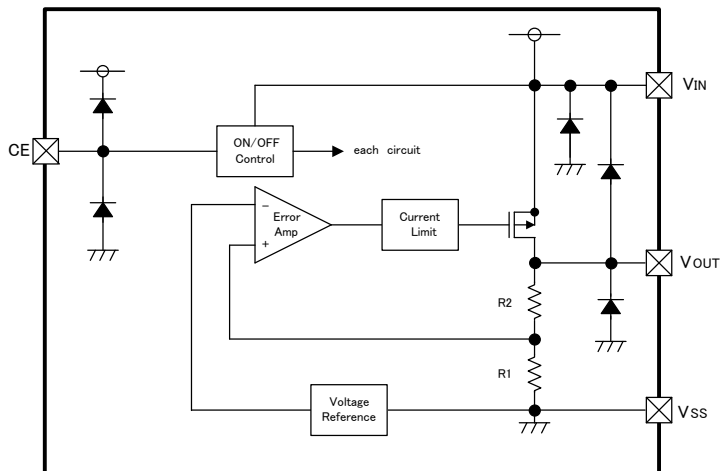 VIN
CE
ON/OFF
Control
each circuit
−
Error
Amp
+
Current
Limit
VOUT
R2
R1
Voltage
Reference
VSS